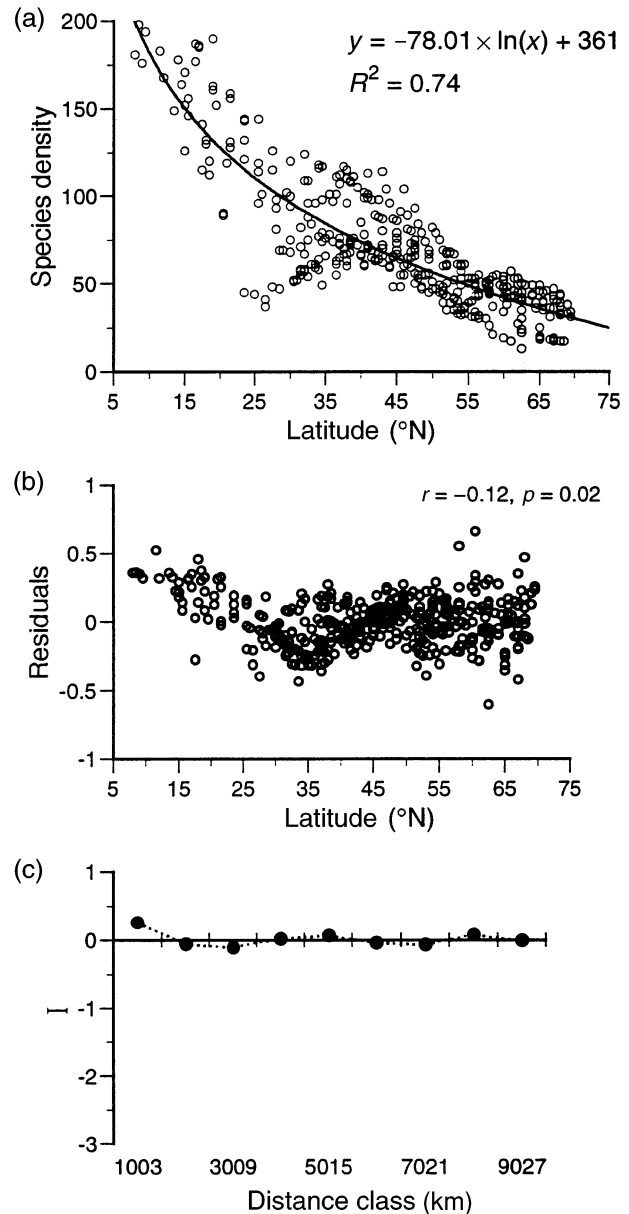 (a)
y = −78.01 × ln(x) + 361
R² = 0.74
200
150
100
50
0
Species density
5 15 25 35 45 55 65 75
Latitude (°N)
(b)
r = −0.12, p = 0.02
1
0.5
0
-0.5
-1
Residuals
5 15 25 35 45 55 65 75
Latitude (°N)
(c)
1
0
-1
-2
-3
I
1003 3009 5015 7021 9027
Distance class (km)